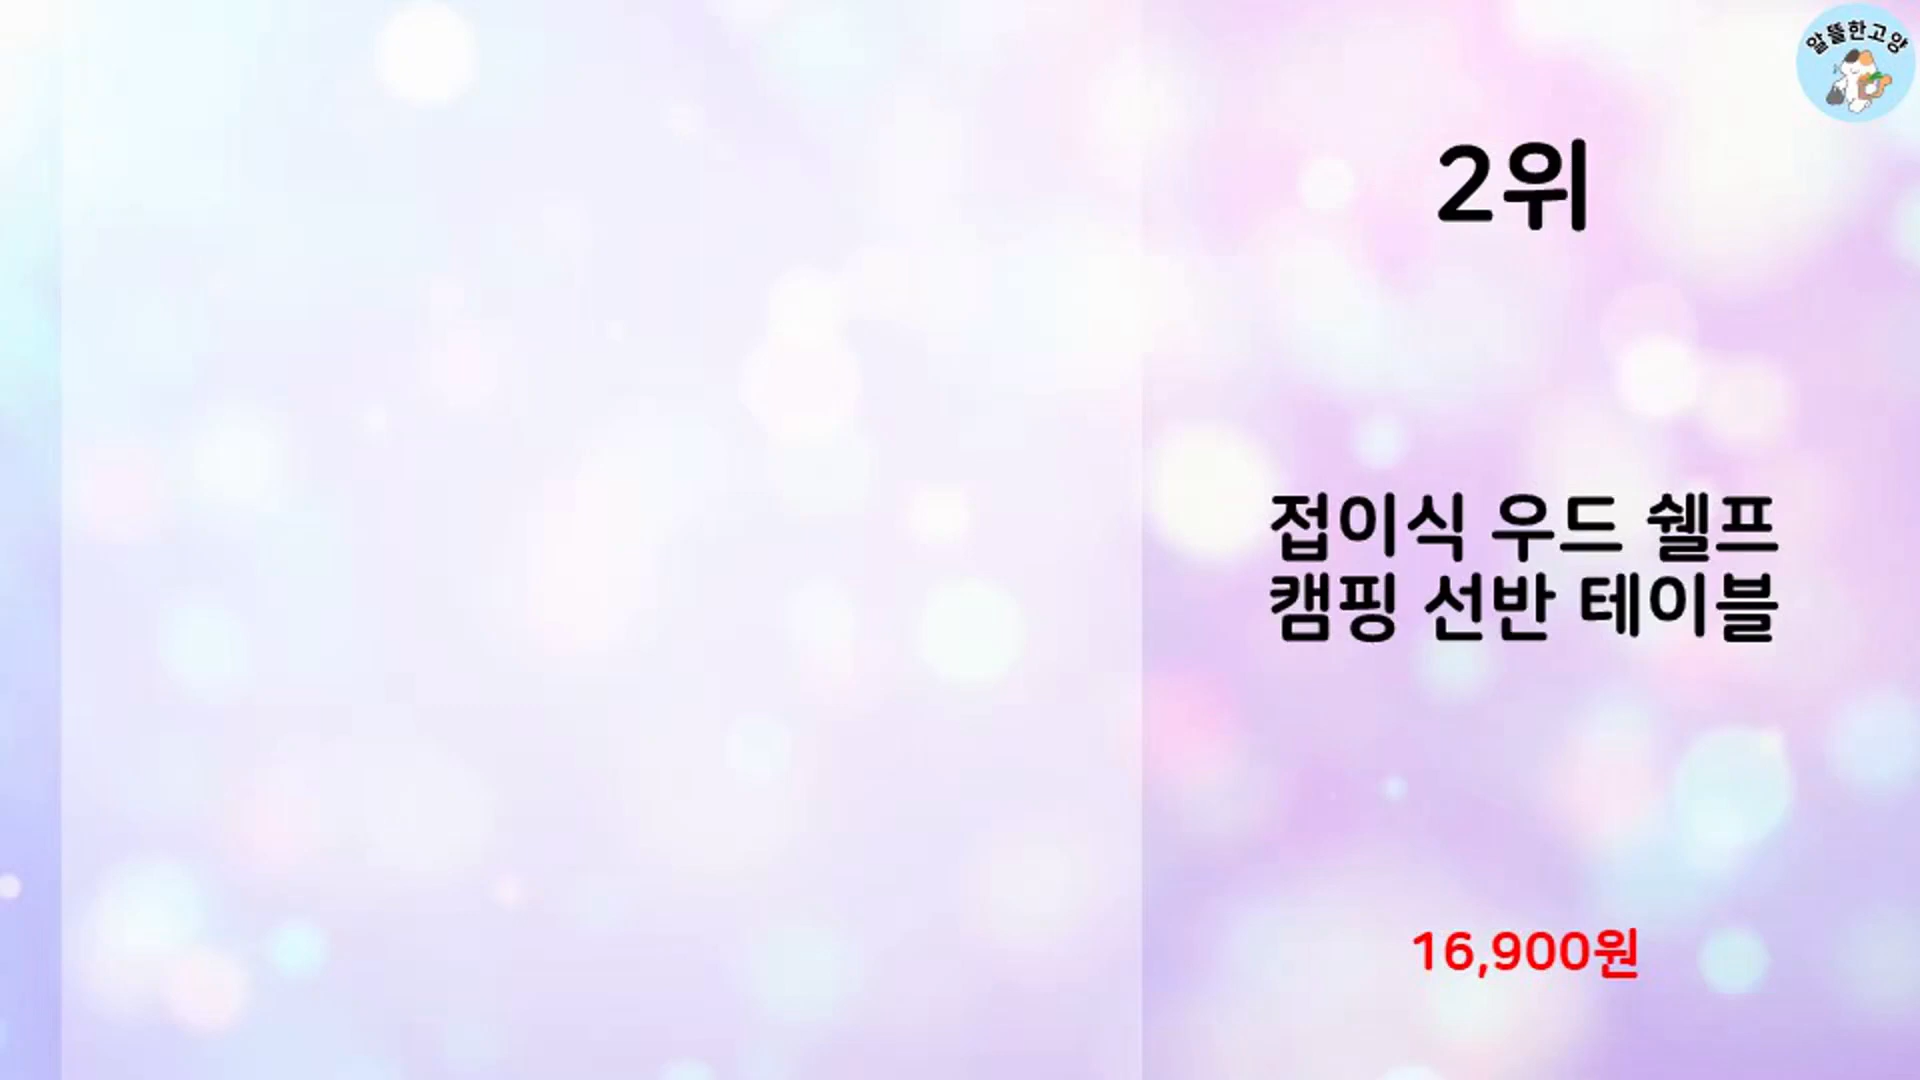 알뜰한고양
2위
접이식 우드 쉘프
캠핑 선반 테이블
16,900원